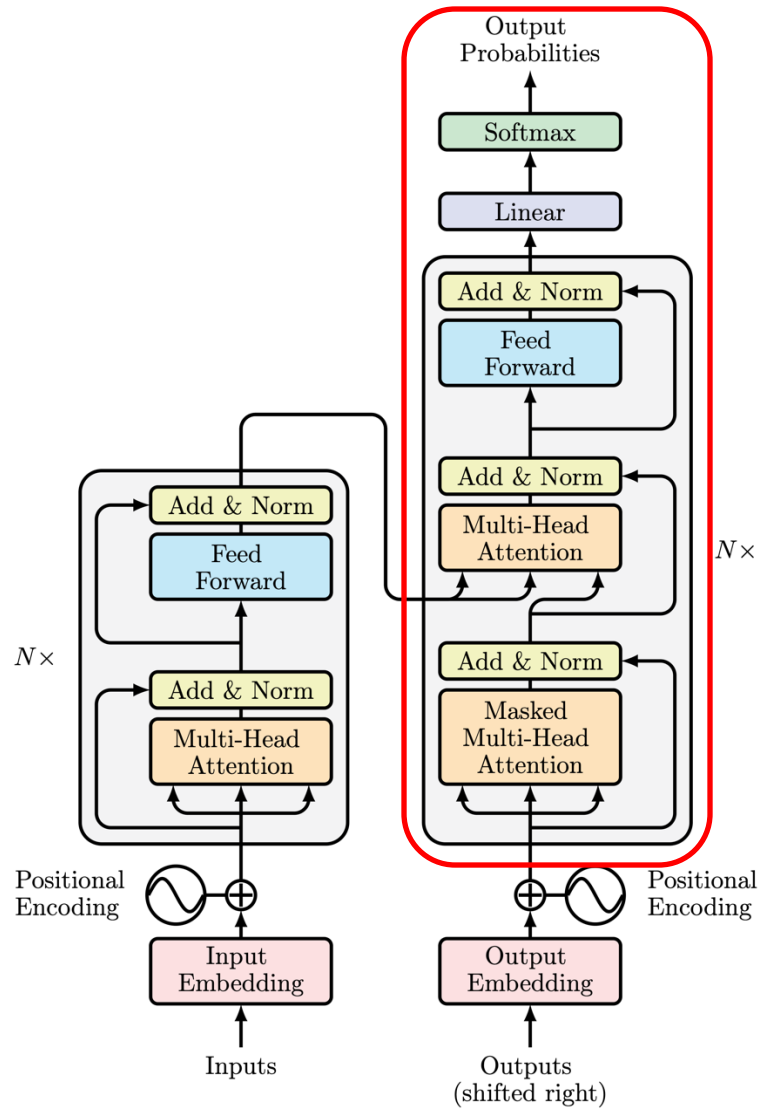 Output
Probabilities
Softmax
Linear
Add & Norm
Feed
Forward
Add & Norm
Multi-Head
Attention
N×
Add & Norm
Masked
Multi-Head
Attention
Add & Norm
Feed
Forward
N×
Add & Norm
Multi-Head
Attention
Positional
Encoding
Positional
Encoding
Input
Embedding
Output
Embedding
Inputs
Outputs
(shifted right)